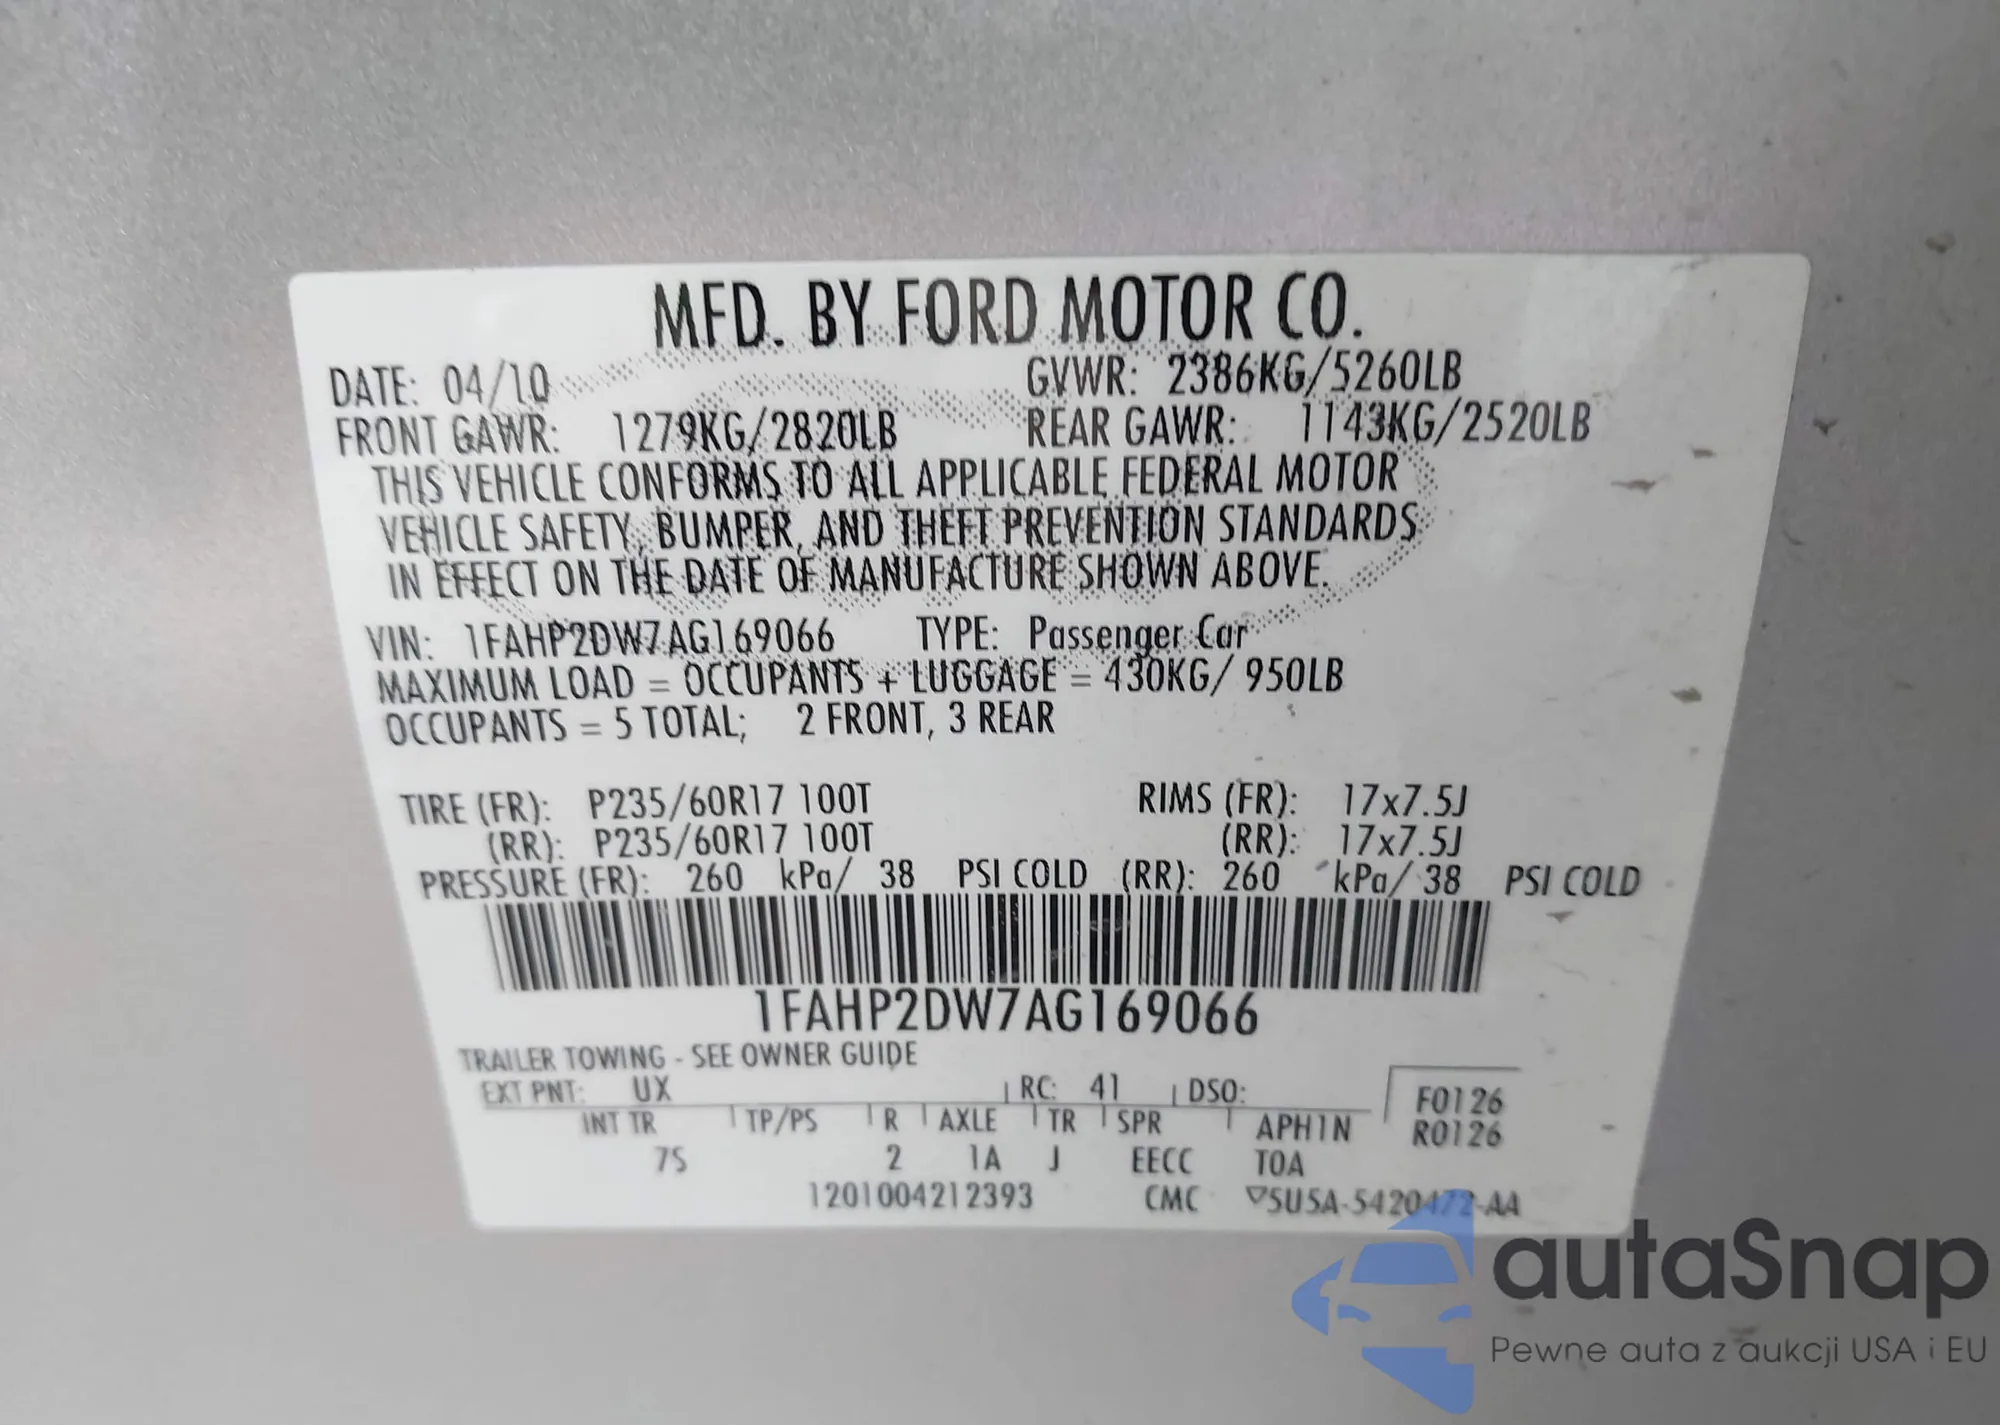 MFD. BY FORD MOTOR CO.
DATE: 04/10 GVWR: 2386KG/5260LB
FRONT GAWR: 1279KG/2820LB REAR GAWR: 1143KG/2520LB
THIS VEHICLE CONFORMS TO ALL APPLICABLE FEDERAL MOTOR
VEHICLE SAFETY, BUMPER, AND THEFT PREVENTION STANDARDS
IN EFFECT ON THE DATE OF MANUFACTURE SHOWN ABOVE.
VIN: 1FAHP2DW7AG169066 TYPE: Passenger Car
MAXIMUM LOAD = OCCUPANTS + LUGGAGE = 430KG/ 950LB
OCCUPANTS = 5 TOTAL; 2 FRONT, 3 REAR
TIRE (FR): P235/60R17 100T RIMS (FR): 17x7.5J
(RR): P235/60R17 100T (RR): 17x7.5J
PRESSURE (FR): 260 kPa/ 38 PSI COLD (RR): 260 kPa/ 38 PSI COLD
1FAHP2DW7AG169066
TRAILER TOWING - SEE OWNER GUIDE
EXT PNT: UX RC: 41 DSO: F0126
INT TR TP/PS R AXLE TR SPR APH1N R0126
7S 2 1A J EECC TOA
1201004212393 CMC ▽5U5A-5420472-AA
autaSnap
Pewne auta z aukcji USA i EU